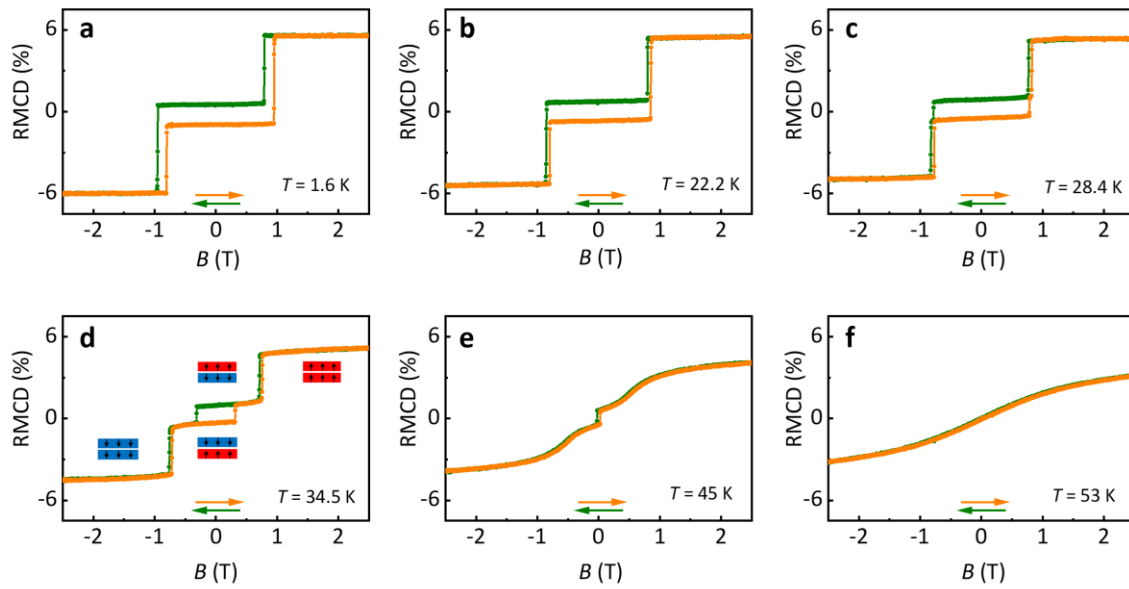 a
RMCD (%)
6
0
-6
T = 1.6 K
-2 -1 0 1 2
B (T)
b
RMCD (%)
6
0
-6
T = 22.2 K
-2 -1 0 1 2
B (T)
c
RMCD (%)
6
0
-6
T = 28.4 K
-2 -1 0 1 2
B (T)
d
RMCD (%)
6
0
-6
T = 34.5 K
-2 -1 0 1 2
B (T)
e
RMCD (%)
6
0
-6
T = 45 K
-2 -1 0 1 2
B (T)
f
RMCD (%)
6
0
-6
T = 53 K
-2 -1 0 1 2
B (T)